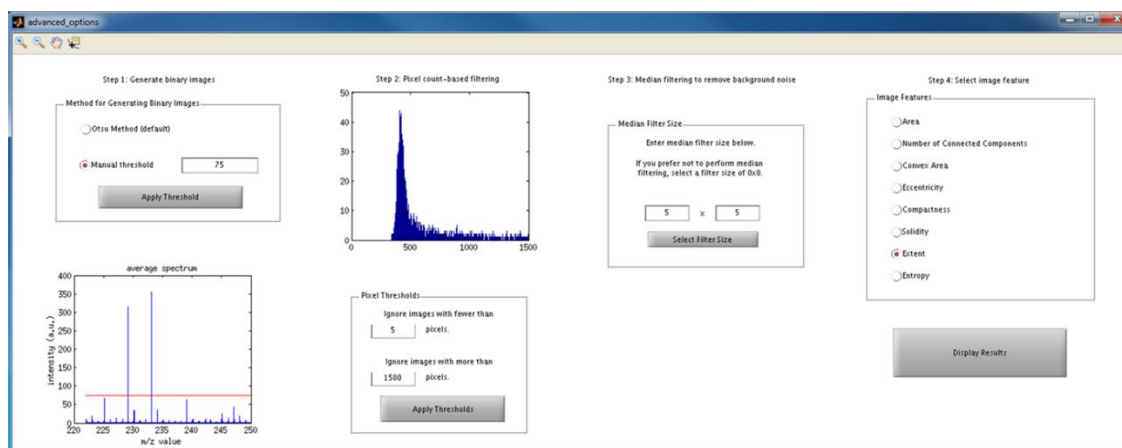 advanced_options
Step 1: Generate binary images
Method for Generating Binary Images
Otsu Method (default)
Manual threshold 75
Apply Threshold
average spectrum
400
350
300
250
200
150
100
50
0
220 225 230 235 240 245 250
intensity (a.u.)
m/z value
Step 2: Pixel count-based filtering
50
40
30
20
10
0
0 500 1000 1500
Pixel Thresholds
Ignore images with fewer than
5 pixels.
Ignore images with more than
1500 pixels.
Apply Thresholds
Step 3: Median filtering to remove background noise
Median Filter Size
Enter median filter size below.
If you prefer not to perform median
filtering, select a filter size of 0x0.
5 x 5
Select Filter Size
Step 4: Select image feature
Image Features
Area
Number of Connected Components
Convex Area
Eccentricity
Compactness
Solidity
Extent
Entropy
Display Results